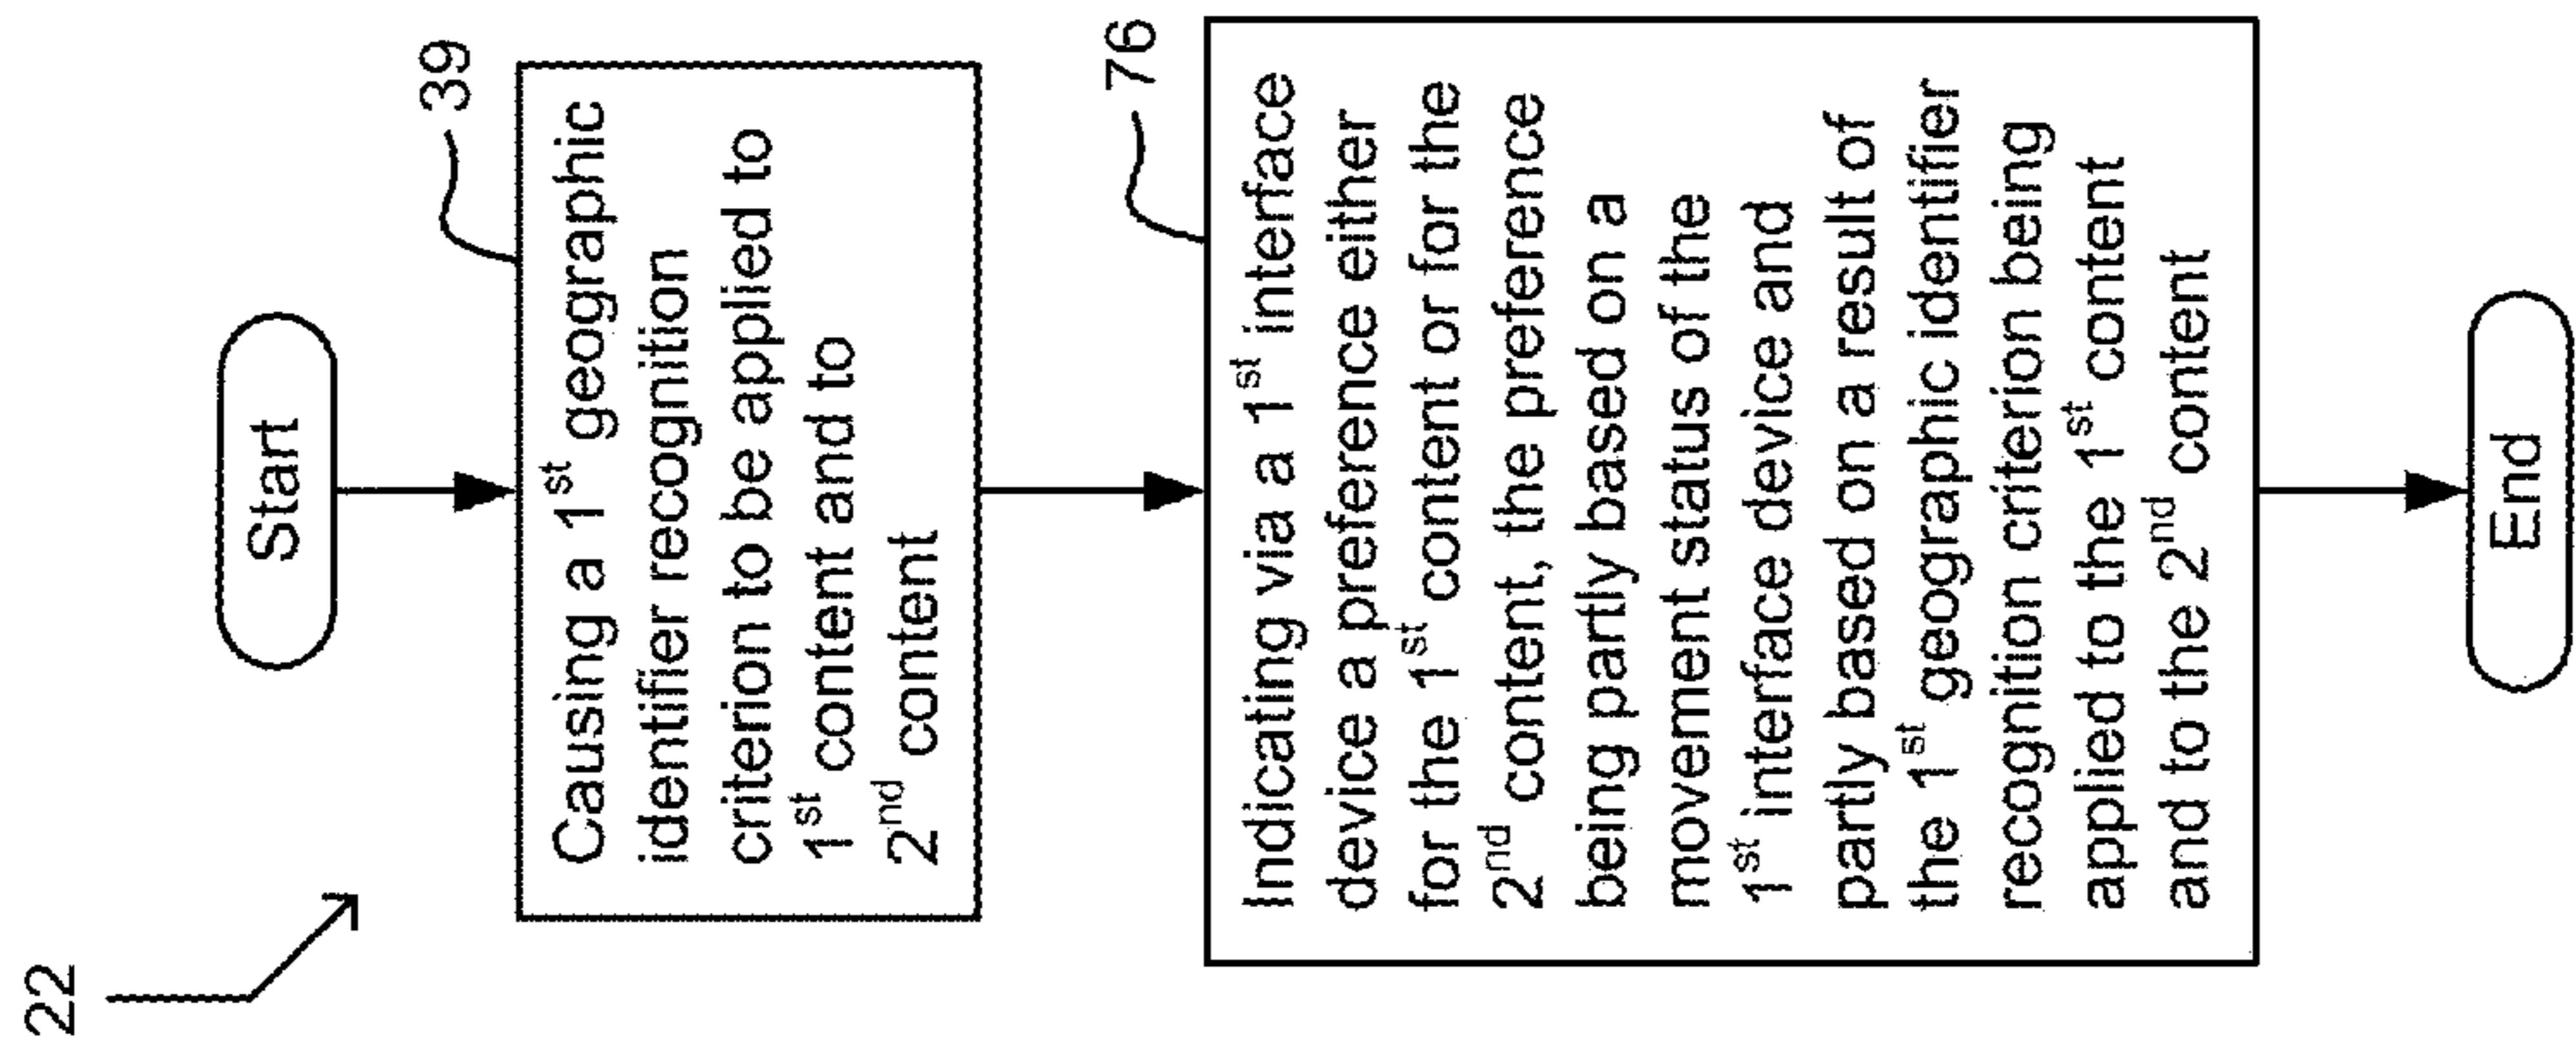 22
Start
39
Causing a 1st geographic
identifier recognition
criterion to be applied to
1st content and to
2nd content
76
Indicating via a 1st interface
device a preference either
for the 1st content or for the
2nd content, the preference
being partly based on a
movement status of the
1st interface device and
partly based on a result of
the 1st geographic identifier
recognition criterion being
applied to the 1st content
and to the 2nd content
End